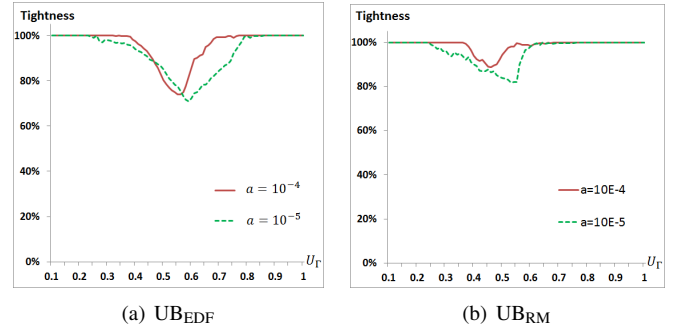 Tightness
100%
80%
60%
40%
20%
0%
a = 10⁻⁴
a = 10⁻⁵
U_Γ
0.1 0.2 0.3 0.4 0.5 0.6 0.7 0.8 0.9 1
(a) UB_EDF
Tightness
100%
80%
60%
40%
20%
0%
a=10E-4
a=10E-5
U_Γ
0.1 0.2 0.3 0.4 0.5 0.6 0.7 0.8 0.9 1
(b) UB_RM